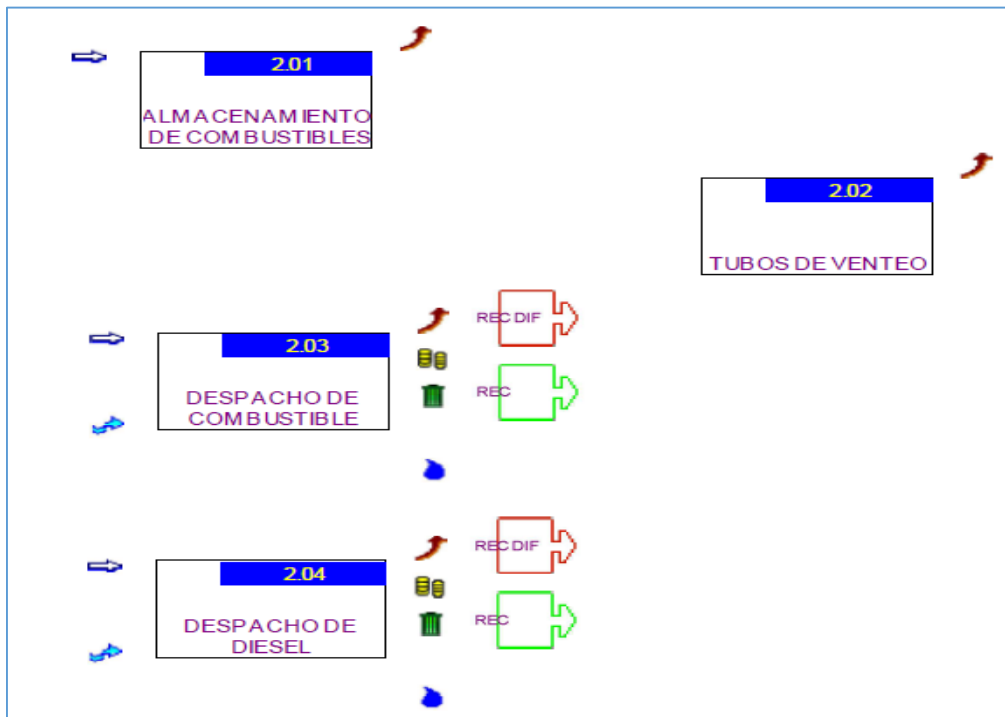 2.01
ALMACENAMIENTO
DE COMBUSTIBLES
2.02
TUBOS DE VENTEO
2.03
DESPACHO DE
COMBUSTIBLE
REC DIF
REC
2.04
DESPACHO DE
DIESEL
REC DIF
REC